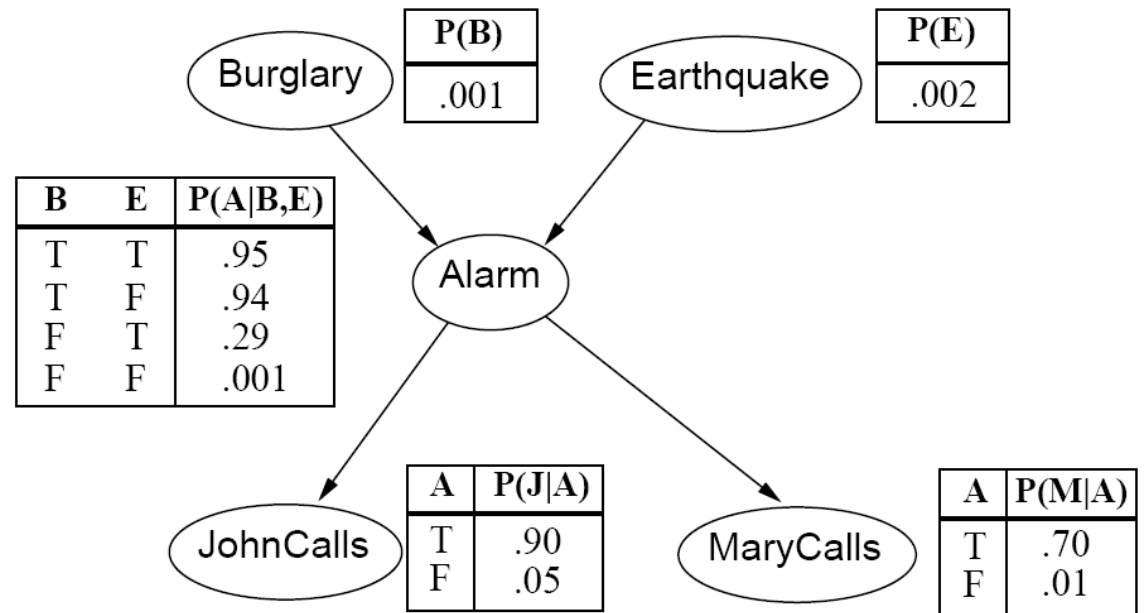 Burglary
P(B)
.001
Earthquake
P(E)
.002
B E P(A|B,E)
T T .95
T F .94
F T .29
F F .001
Alarm
JohnCalls
A P(J|A)
T .90
F .05
MaryCalls
A P(M|A)
T .70
F .01